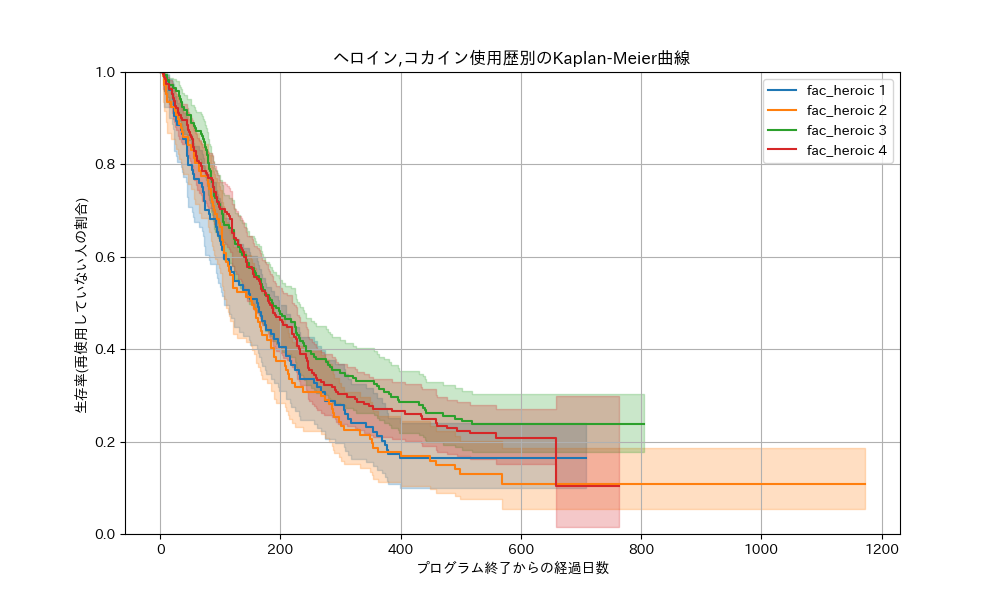 ヘロイン,コカイン使用歴別のKaplan-Meier曲線
fac_heroic 1
fac_heroic 2
fac_heroic 3
fac_heroic 4
生存率(再使用していない人の割合)
1.0
0.8
0.6
0.4
0.2
0.0
0 200 400 600 800 1000 1200
プログラム終了からの経過日数